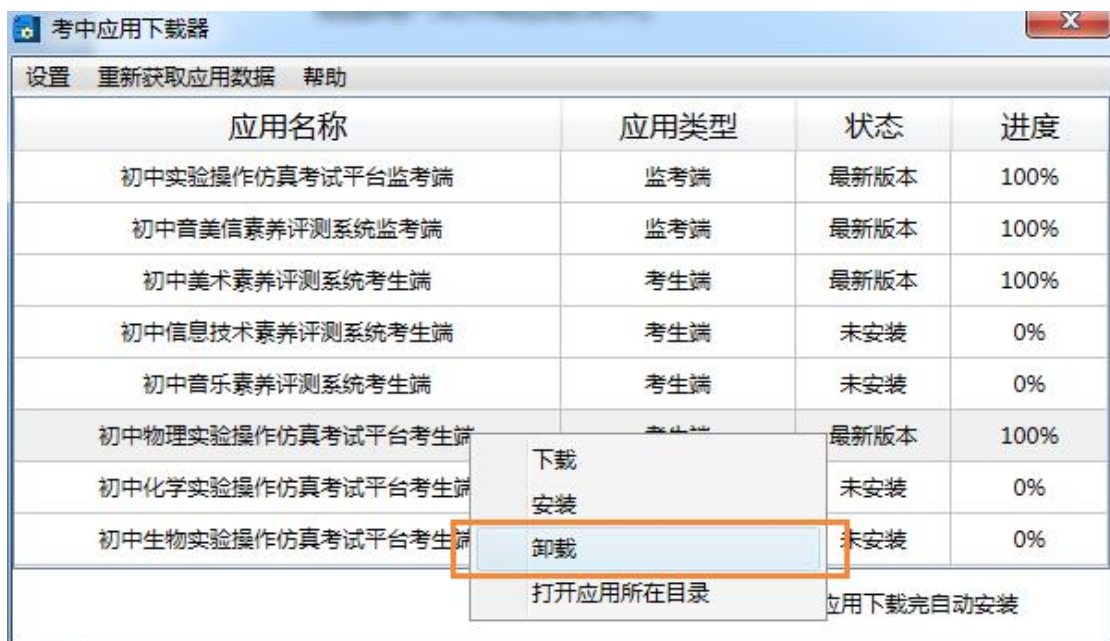 考中应用下载器
设置 重新获取应用数据 帮助
应用名称 应用类型 状态 进度
初中实验操作仿真考试平台监考端 监考端 最新版本 100%
初中音美信素养评测系统监考端 监考端 最新版本 100%
初中美术素养评测系统考生端 考生端 最新版本 100%
初中信息技术素养评测系统考生端 考生端 未安装 0%
初中音乐素养评测系统考生端 考生端 未安装 0%
初中物理实验操作仿真考试平台考生端 最新版本 100%
下载
初中化学实验操作仿真考试平台考生端 未安装 0%
安装
初中生物实验操作仿真考试平台考生端 未安装 0%
卸载
打开应用所在目录
应用下载完自动安装